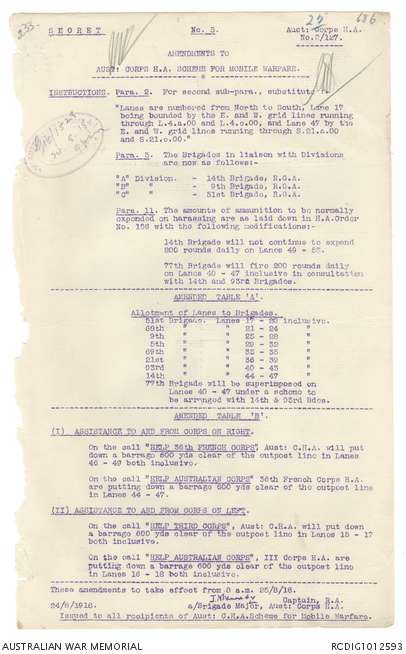 SECRET No. 5. Aust: Corps H.A.
No.2/127.
AMENDMENTS TO
AUST: CORPS H.A. SCHEME FOR MOBILE WARFARE.
INSTRUCTIONS. Para. 2. For second sub-para., substitute
"Lanes are numbered from North to South, Lane 17
being bounded by the E. and W. grid lines running
through L.4.a.00 and L.4.c.00, and Lane 47 by the
E. and W. grid lines running through S.21.a.00
and S.21.c.00."
Para. 3. The Brigades in liaison with Divisions
are now as follows:-
"A" Division. - 14th Brigade, R.G.A.
"B" " - 9th Brigade, R.G.A.
"C" " - 51st Brigade, R.G.A.
Para. 11. The amounts of ammunition to be normally
expended on harassing are as laid down in H.A.Order
No. 156 with the following modifications:-
14th Brigade will not continue to expend
200 rounds daily on Lanes 49 - 53.
77th Brigade will fire 200 rounds daily
on Lanes 40 - 47 inclusive in consultation
with 14th and 93rd Brigades.
AMENDED TABLE 'A'.
Allotment of Lanes to Brigades.
51st Brigade. Lanes 17 - 20 inclusive.
68th " " 21 - 24 "
9th " " 25 - 28 "
5th " " 29 - 32 "
69th " " 32 - 35 "
21st " " 36 - 39 "
93rd " " 40 - 43 "
14th " " 44 - 47 "
77th Brigade will be superimposed on
Lanes 40 - 47 under a scheme to
be arranged with 14th & 93rd Bdes.
AMENDED TABLE 'B'.
(I) ASSISTANCE TO AND FROM CORPS ON RIGHT.
On the call "HELP 36th FRENCH CORPS", Aust: C.H.A. will put
down a barrage 600 yds clear of the outpost line in Lanes
46 - 49 both inclusive.
On the call "HELP AUSTRALIAN CORPS" 36th French Corps H.A.
are putting down a barrage 600 yds clear of the outpost line
in Lanes 44 - 47.
(II) ASSISTANCE TO AND FROM CORPS ON LEFT.
On the call "HELP THIRD CORPS", Aust: C.H.A. will put down
a barrage 600 yds clear of the outpost line in Lanes 15 - 17
both inclusive.
On the call "HELP AUSTRALIAN CORPS", III Corps H.A. are
putting down a barrage 600 yds clear of the outpost line
in Lanes 16 - 18 both inclusive.
These amendments to take effect from 8 a.m. 25/8/18.
Captain, R.A.
24/8/1918. a/Brigade Major, Aust: Corps H.A.
Issued to all recipients of Aust: C.H.A.Scheme for Mobile Warfare.
AUSTRALIAN WAR MEMORIAL RCDIG1012593